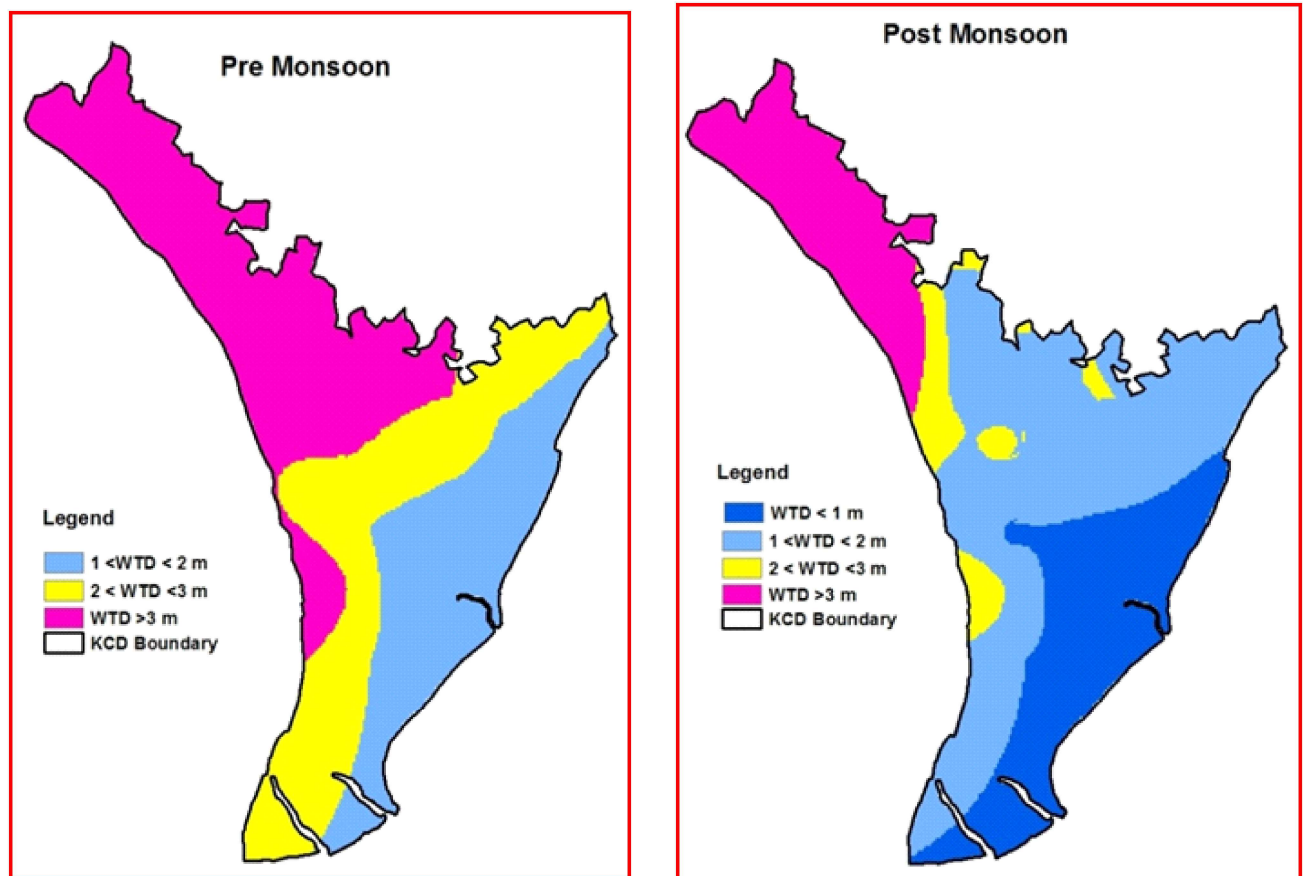 Pre Monsoon
Legend
1 <WTD < 2 m
2 < WTD <3 m
WTD >3 m
KCD Boundary
Post Monsoon
Legend
WTD < 1 m
1 <WTD < 2 m
2 < WTD <3 m
WTD >3 m
KCD Boundary